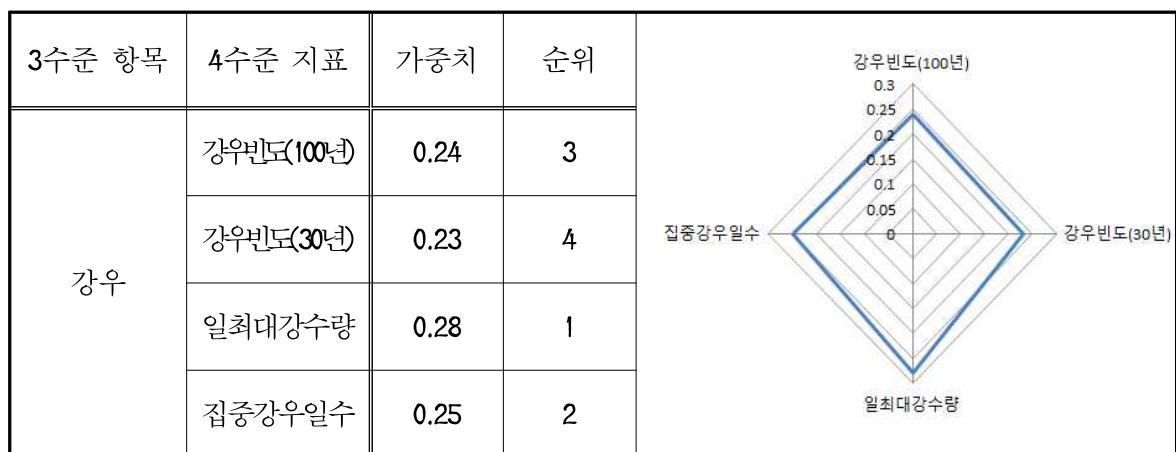 3수준 항목 4수준 지표 가중치 순위
강우
강우빈도(100년) 0.24 3
강우빈도(30년) 0.23 4
일최대강수량 0.28 1
집중강우일수 0.25 2
강우빈도(100년)
0.3
0.25
0.2
0.15
0.1
0.05
0
집중강우일수
강우빈도(30년)
일최대강수량